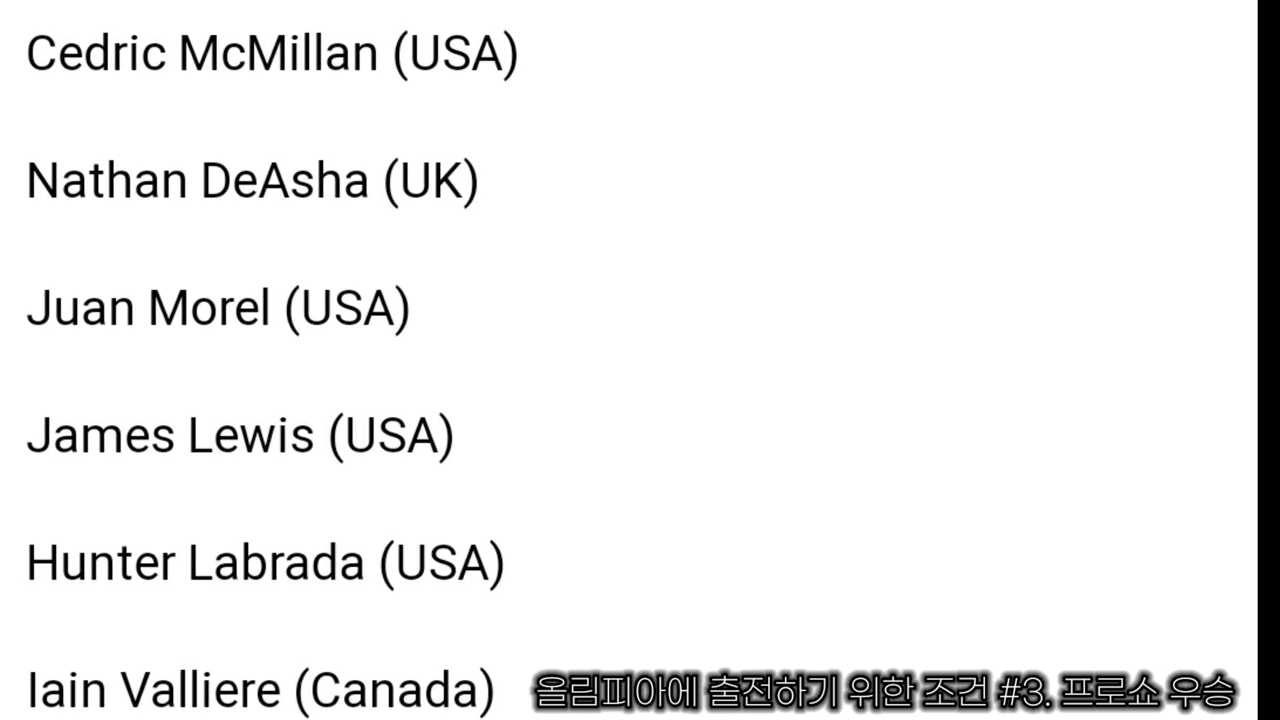 Cedric McMillan (USA)
Nathan DeAsha (UK)
Juan Morel (USA)
James Lewis (USA)
Hunter Labrada (USA)
Iain Valliere (Canada)
올림피아에 출전하기 위한 조건 #3. 프로쇼 우승